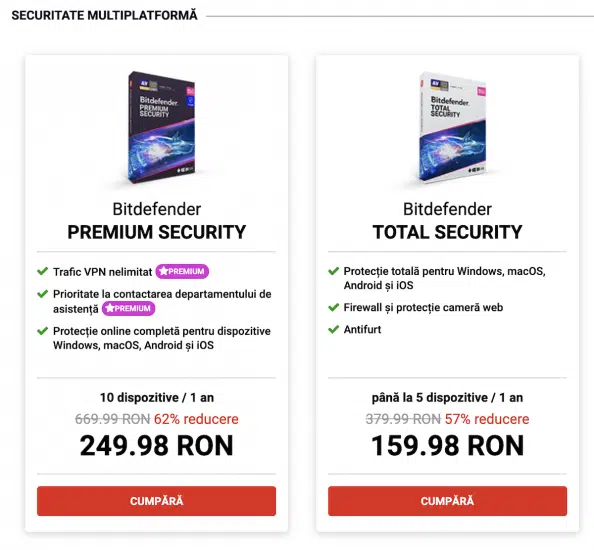 SECURITATE MULTIPLATFORMĂ
Bitdefender
PREMIUM
SECURITY
Bitdefender
PREMIUM SECURITY
Trafic VPN nelimitat PREMIUM
Prioritate la contactarea departamentului de
asistență PREMIUM
Protecție online completă pentru dispozitive
Windows, macOS, Android și iOS
10 dispozitive / 1 an
669.99 RON 62% reducere
249.98 RON
CUMPĂRĂ
Bitdefender
TOTAL
SECURITY
Bitdefender
TOTAL SECURITY
Protecție totală pentru Windows, macOS,
Android și iOS
Firewall și protecție cameră web
Antifurt
până la 5 dispozitive / 1 an
379.99 RON 57% reducere
159.98 RON
CUMPĂRĂ